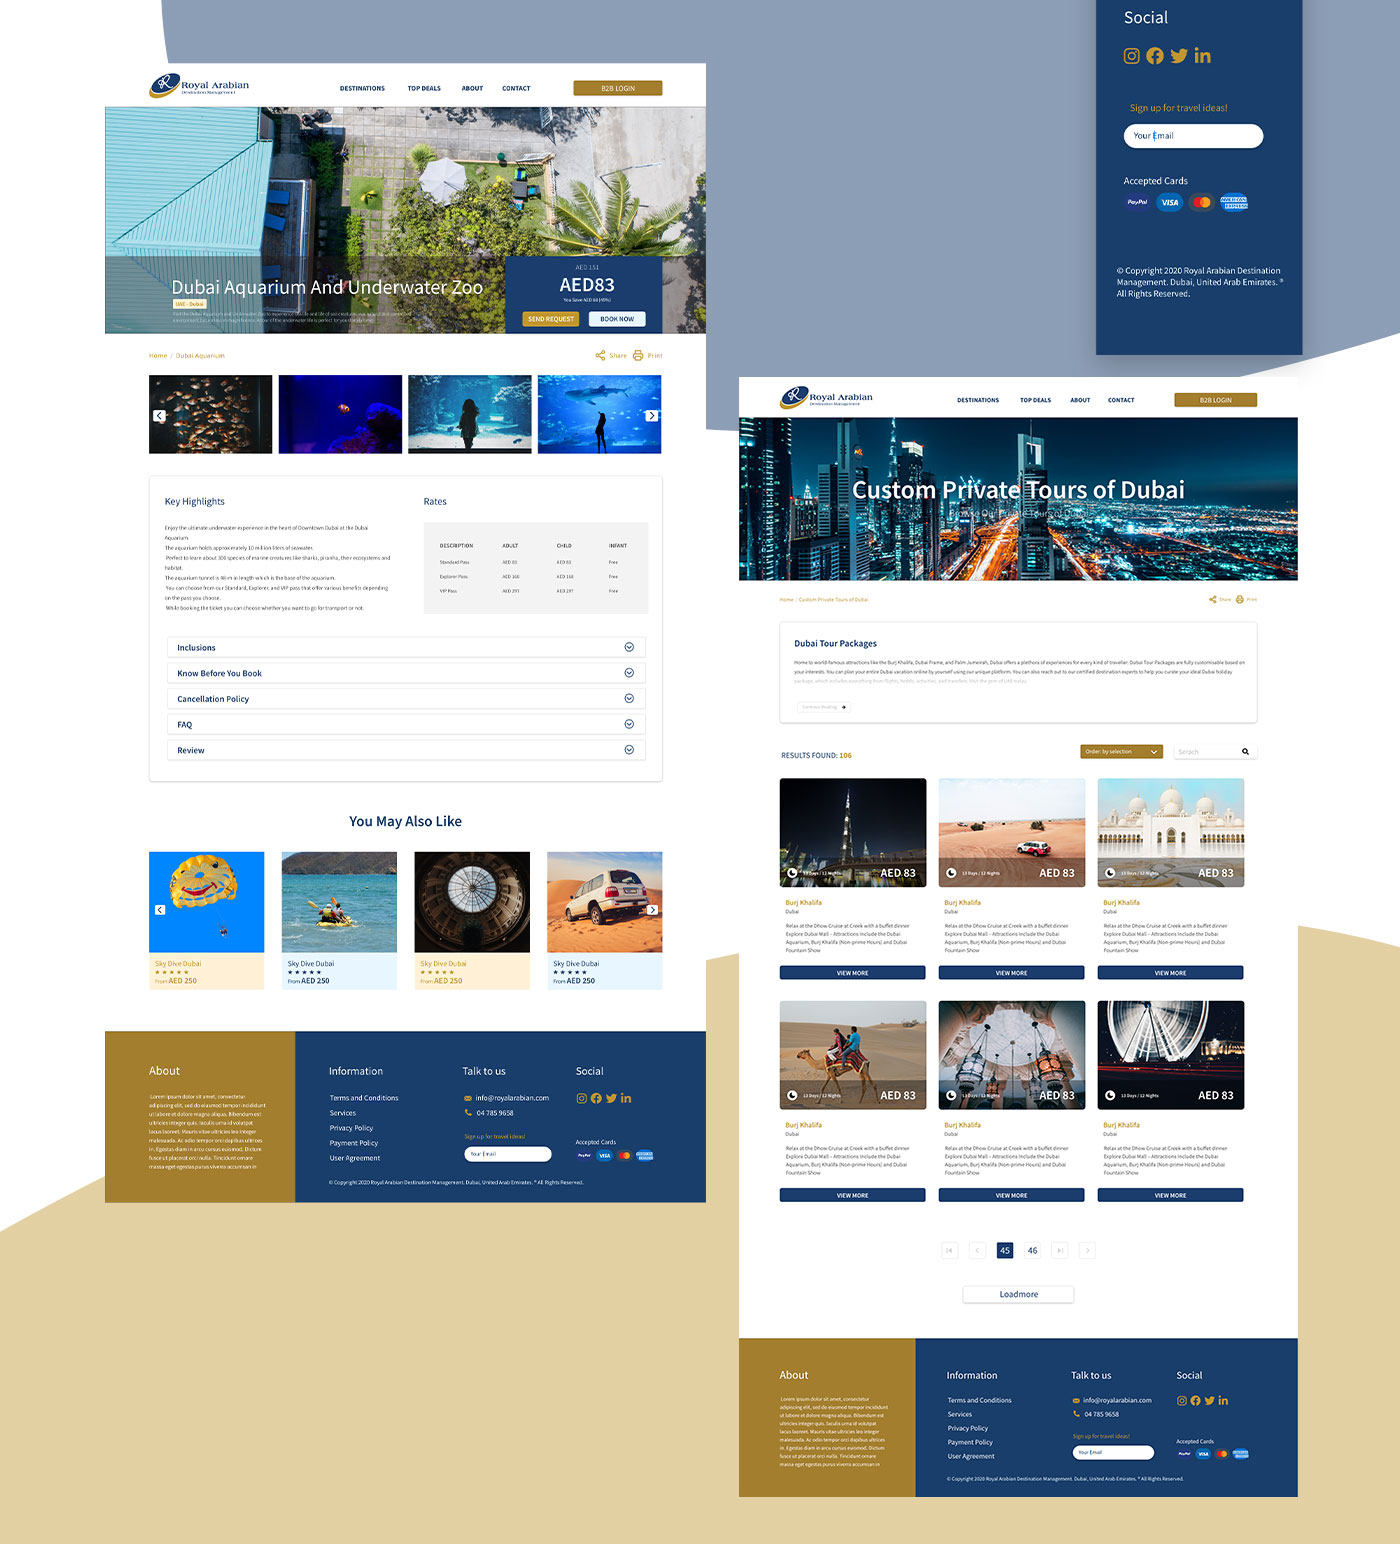 Royal Arabian
Destination Management
DESTINATIONS
TOP DEALS
ABOUT
CONTACT
B2B LOGIN
Dubai Aquarium And Underwater Zoo
UAE - Dubai
AED 151
AED83
SEND REQUEST
BOOK NOW
Home / Dubai Aquarium
Share
Print
Key Highlights
Enjoy the ultimate underwater experience in the heart of Downtown Dubai at the Dubai
Aquarium.
The aquarium holds approximately 10 million liters of seawater.
Perfect to learn about 300 species of marine creatures like sharks, piranha, their ecosystems and
habitat.
The aquarium tunnel is 48-m in length which is the base of the aquarium.
You can choose from our Standard, Explorer, and VIP pass that offer various benefits depending
on the pass you choose.
While booking the ticket you can choose whether you want to go for transport or not.
Rates
DESCRIPTION ADULT CHILD INFANT
Standard Pass AED 83 AED 83 Free
Explorer Pass AED 168 AED 168 Free
VIP Pass AED 297 AED 297 Free
Inclusions
Know Before You Book
Cancellation Policy
FAQ
Review
You May Also Like
Sky Dive Dubai
From AED 250
Sky Dive Dubai
From AED 250
Sky Dive Dubai
From AED 250
Sky Dive Dubai
From AED 250
About
Lorem ipsum dolor sit amet, consectetur
adipiscing elit, sed do eiusmod tempor incididunt
ut labore et dolore magna aliqua. Bibendum est
ultricies integer quis. Iaculis urna id volutpat
lacus laoreet. Mauris vitae ultricies leo integer
malesuada. Ac odio tempor orci dapibus ultrices
in. Egestas diam in arcu cursus euismod. Dictum
fusce ut placerat orci nulla. Tincidunt ornare
massa eget egestas purus viverra accumsan in
Information
Terms and Conditions
Services
Privacy Policy
Payment Policy
User Agreement
Talk to us
info@royalarabian.com
04 785 9658
Sign up for travel ideas!
Your Email
Social
Accepted Cards
PayPal
VISA
© Copyright 2020 Royal Arabian Destination Management. Dubai, United Arab Emirates. ® All Rights Reserved.
Social
Sign up for travel ideas!
Your Email
Accepted Cards
PayPal
VISA
AMERICAN
EXPRESS
© Copyright 2020 Royal Arabian Destination
Management. Dubai, United Arab Emirates. ®
All Rights Reserved.
Royal Arabian
Destination Management
DESTINATIONS
TOP DEALS
ABOUT
CONTACT
B2B LOGIN
Custom Private Tours of Dubai
Browse Our Private Tours of Dubai
Home / Custom Private Tours of Dubai
Share
Print
Dubai Tour Packages
Home to world-famous attractions like the Burj Khalifa, Dubai Frame, and Palm Jumeirah, Dubai offers a plethora of experiences for every kind of traveller. Dubai Tour Packages are fully customisable based on
your interests. You can plan your entire Dubai vacation online by yourself using our unique platform. You can also reach out to our certified destination experts to help you curate your ideal Dubai holiday
package, which includes everything from flights, hotels, activities, and transfers. Visit the gem of UAE today.
Continue Reading
RESULTS FOUND: 106
Order: by selection
Serach
13 Days / 12 Nights
AED 83
13 Days / 12 Nights
AED 83
13 Days / 12 Nights
AED 83
Burj Khalifa
Dubai
Relax at the Dhow Cruise at Creek with a buffet dinner
Explore Dubai Mall – Attractions Include the Dubai
Aquarium, Burj Khalifa (Non-prime Hours) and Dubai
Fountain Show
VIEW MORE
Burj Khalifa
Dubai
Relax at the Dhow Cruise at Creek with a buffet dinner
Explore Dubai Mall – Attractions Include the Dubai
Aquarium, Burj Khalifa (Non-prime Hours) and Dubai
Fountain Show
VIEW MORE
Burj Khalifa
Dubai
Relax at the Dhow Cruise at Creek with a buffet dinner
Explore Dubai Mall – Attractions Include the Dubai
Aquarium, Burj Khalifa (Non-prime Hours) and Dubai
Fountain Show
VIEW MORE
13 Days / 12 Nights
AED 83
13 Days / 12 Nights
AED 83
13 Days / 12 Nights
AED 83
Burj Khalifa
Dubai
Relax at the Dhow Cruise at Creek with a buffet dinner
Explore Dubai Mall – Attractions Include the Dubai
Aquarium, Burj Khalifa (Non-prime Hours) and Dubai
Fountain Show
VIEW MORE
Burj Khalifa
Dubai
Relax at the Dhow Cruise at Creek with a buffet dinner
Explore Dubai Mall – Attractions Include the Dubai
Aquarium, Burj Khalifa (Non-prime Hours) and Dubai
Fountain Show
VIEW MORE
Burj Khalifa
Dubai
Relax at the Dhow Cruise at Creek with a buffet dinner
Explore Dubai Mall – Attractions Include the Dubai
Aquarium, Burj Khalifa (Non-prime Hours) and Dubai
Fountain Show
VIEW MORE
45 46
Loadmore
About
Lorem ipsum dolor sit amet, consectetur
adipiscing elit, sed do eiusmod tempor incididunt
ut labore et dolore magna aliqua. Bibendum est
ultricies integer quis. Iaculis urna id volutpat
lacus laoreet. Mauris vitae ultricies leo integer
malesuada. Ac odio tempor orci dapibus ultrices
in. Egestas diam in arcu cursus euismod. Dictum
fusce ut placerat orci nulla. Tincidunt ornare
massa eget egestas purus viverra accumsan in
Information
Terms and Conditions
Services
Privacy Policy
Payment Policy
User Agreement
Talk to us
info@royalarabian.com
04 785 9658
Sign up for travel ideas!
Your Email
Social
Accepted Cards
PayPal
VISA
© Copyright 2020 Royal Arabian Destination Management. Dubai, United Arab Emirates. ® All Rights Reserved.